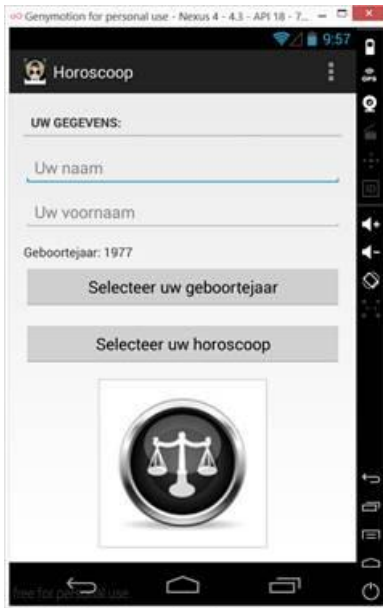 Genymotion for personal use - Nexus 4 - 4.3 - API 18 - 7...
9:57
Horoscoop
GPS
UW GEGEVENS:
Uw naam
Uw voornaam
Geboortejaar: 1977
Selecteer uw geboortejaar
Selecteer uw horoscoop
free for personal use